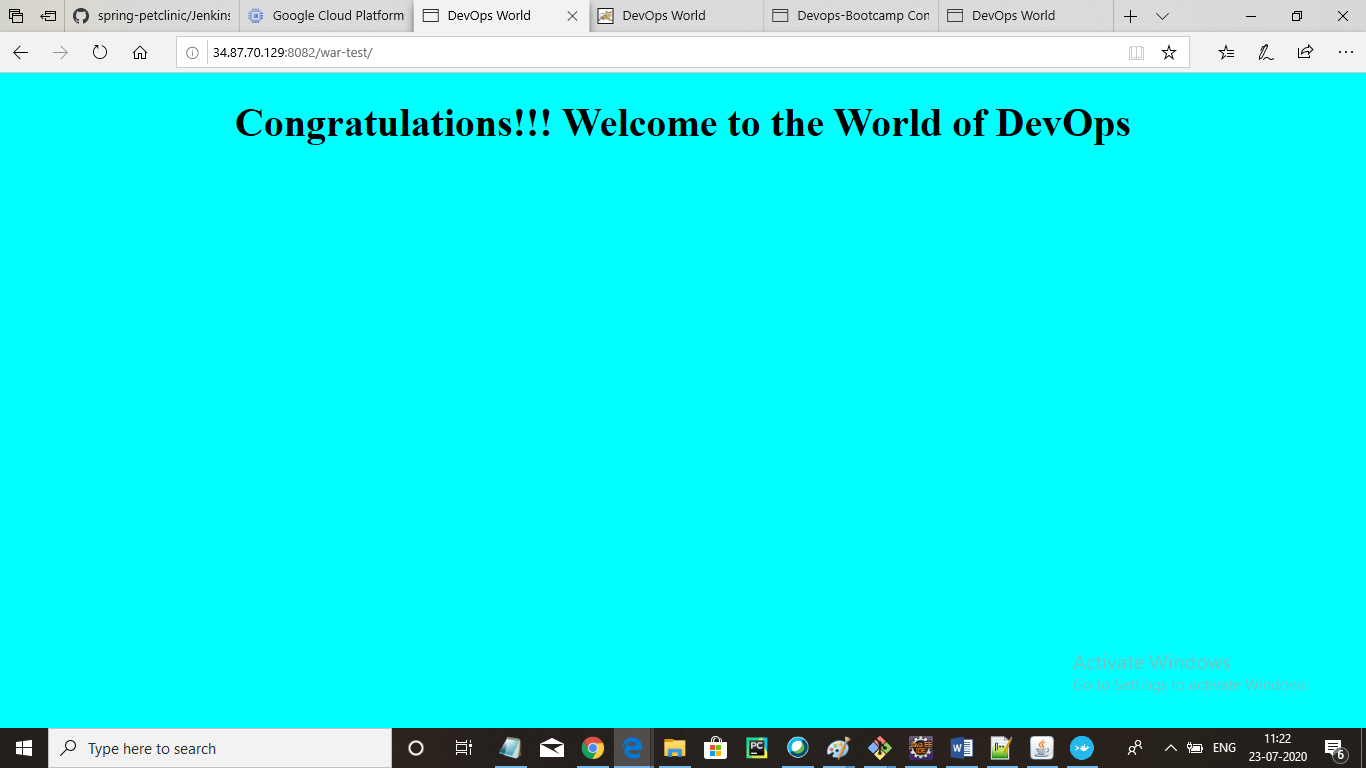 spring-petclinic/Jenkins
Google Cloud Platform
DevOps World
DevOps World
Devops-Bootcamp Con
DevOps World
34.87.70.129:8082/war-test/
Congratulations!!! Welcome to the World of DevOps
Activate Windows
Go to Settings to activate Windows.
Type here to search
PC
ENG
11:22
23-07-2020
6